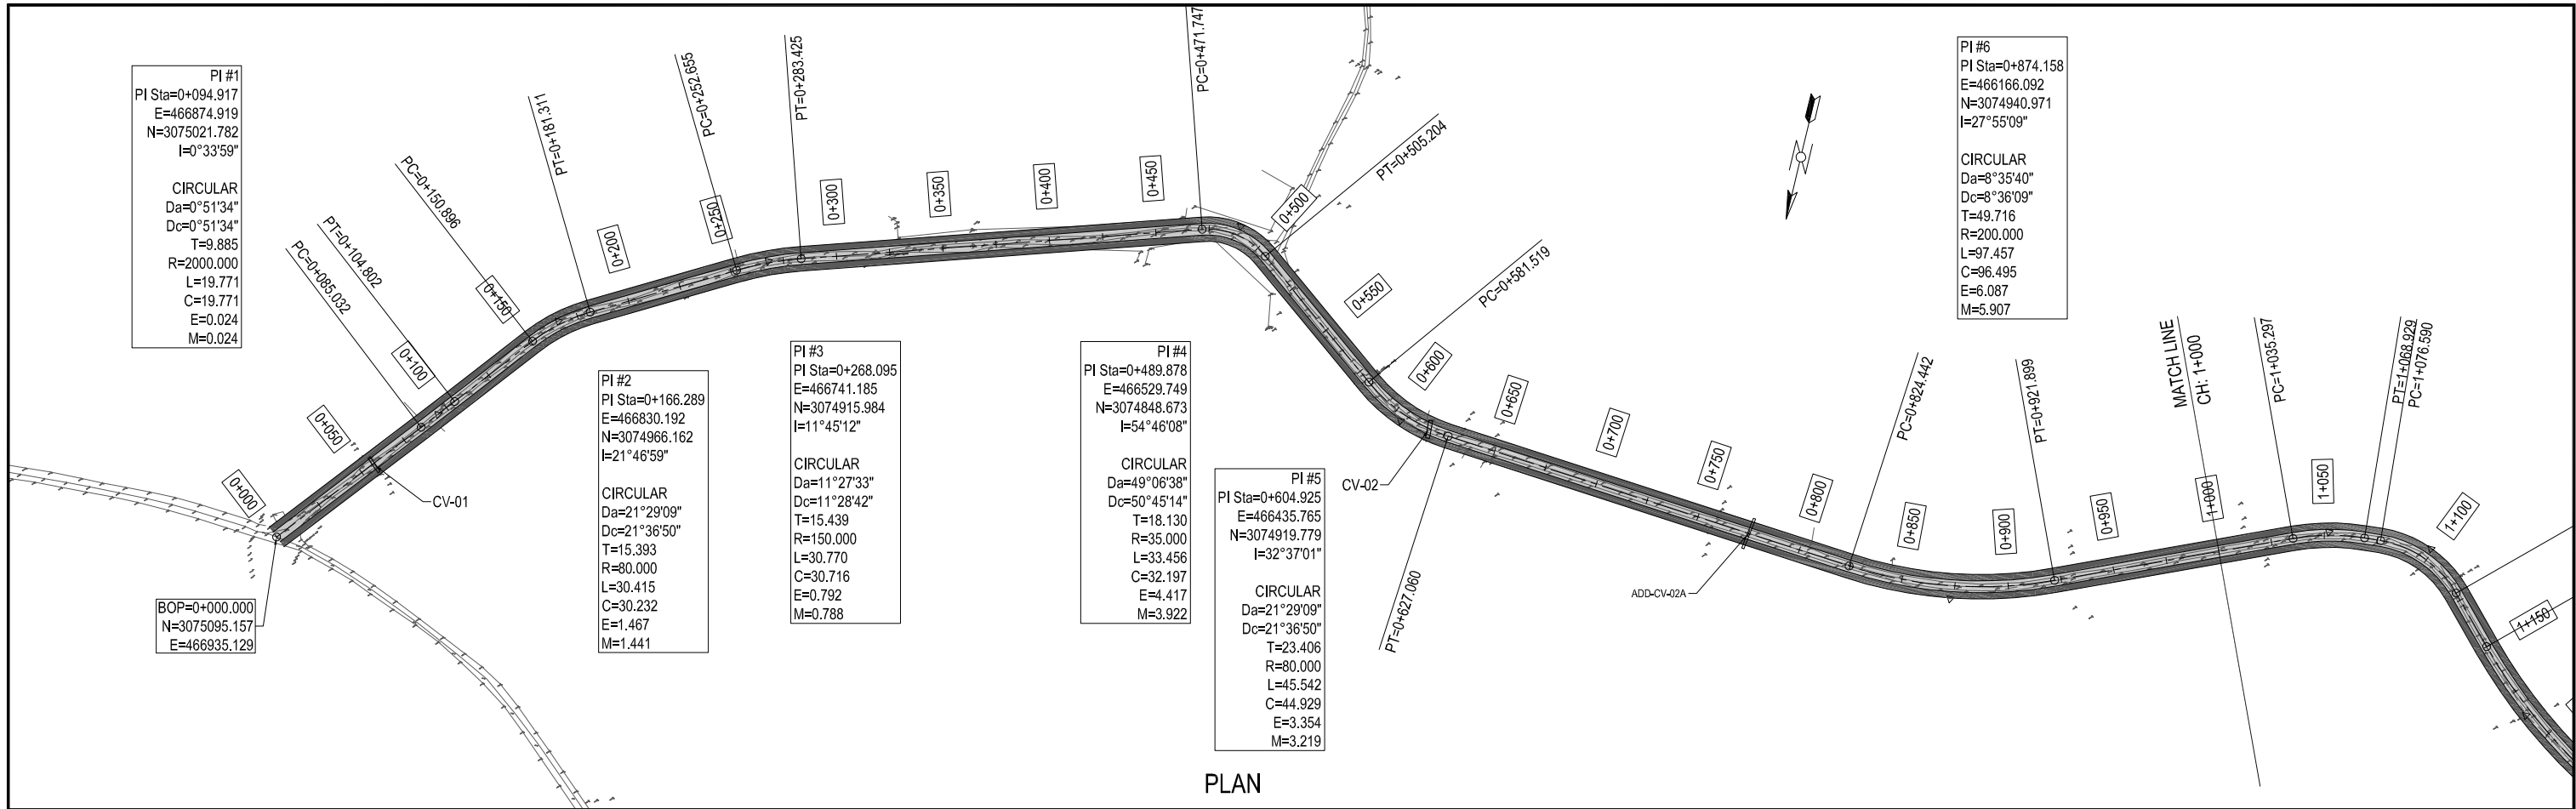 PI #1
PI Sta=0+094.917
E=466874.919
N=3075021.782
I=0°33'59"
CIRCULAR
Da=0°51'34"
Dc=0°51'34"
T=9.885
R=2000.000
L=19.771
C=19.771
E=0.024
M=0.024
BOP=0+000.000
N=3075095.157
E=466935.129
0+000
0+050
CV-01
PC=0+085.032
PT=0+104.802
0+100
PC=0+150.896
0+150
PT=0+181.311
0+200
PI #2
PI Sta=0+166.289
E=466830.192
N=3074966.162
I=21°46'59"
CIRCULAR
Da=21°29'09"
Dc=21°36'50"
T=15.393
R=80.000
L=30.415
C=30.232
E=1.467
M=1.441
PC=0+252.655
0+250
PT=0+283.425
0+300
0+350
0+400
0+450
PI #3
PI Sta=0+268.095
E=466741.185
N=3074915.984
I=11°45'12"
CIRCULAR
Da=11°27'33"
Dc=11°28'42"
T=15.439
R=150.000
L=30.770
C=30.716
E=0.792
M=0.788
PC=0+471.747
0+500
PT=0+505.204
0+550
PI #4
PI Sta=0+489.878
E=466529.749
N=3074848.673
I=54°46'08"
CIRCULAR
Da=49°06'38"
Dc=50°45'14"
T=18.130
R=35.000
L=33.456
C=32.197
E=4.417
M=3.922
PC=0+581.519
0+600
CV-02
PT=0+627.060
0+650
0+700
0+750
PI #5
PI Sta=0+604.925
E=466435.765
N=3074919.779
I=32°37'01"
CIRCULAR
Da=21°29'09"
Dc=21°36'50"
T=23.406
R=80.000
L=45.542
C=44.929
E=3.354
M=3.219
ADD-CV-02A
0+800
PC=0+824.442
0+850
0+900
PT=0+921.899
0+950
PI #6
PI Sta=0+874.158
E=466166.092
N=3074940.971
I=27°55'09"
CIRCULAR
Da=8°35'40"
Dc=8°36'09"
T=49.716
R=200.000
L=97.457
C=96.495
E=6.087
M=5.907
MATCH LINE
CH: 1+000
1+000
PC=1+035.297
1+050
PT=1+068.929
PC=1+076.590
1+100
1+150
PLAN